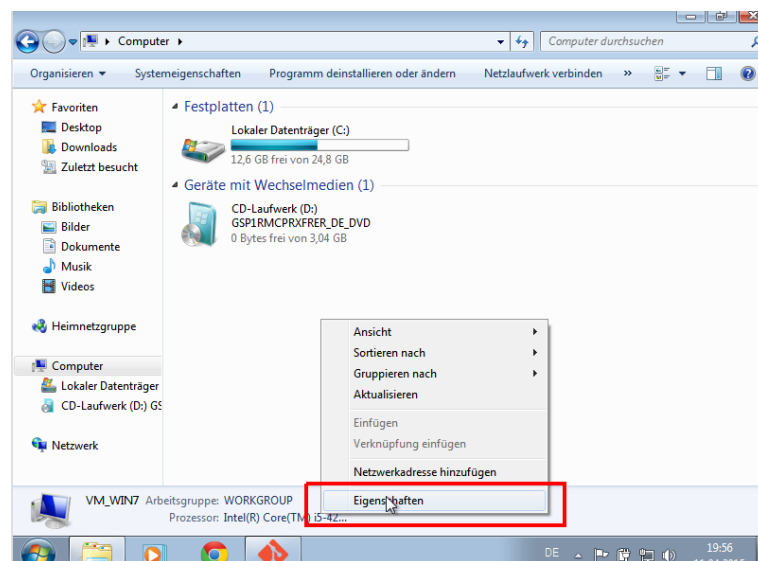 Computer
Computer durchsuchen
Organisieren Systemeigenschaften Programm deinstallieren oder ändern Netzlaufwerk verbinden »
Favoriten
Desktop
Downloads
Zuletzt besucht
Bibliotheken
Bilder
Dokumente
Musik
Videos
Heimnetzgruppe
Computer
Lokaler Datenträger
CD-Laufwerk (D:) GS
Netzwerk
Festplatten (1)
Lokaler Datenträger (C:)
12,6 GB frei von 24,8 GB
Geräte mit Wechselmedien (1)
CD-Laufwerk (D:)
GSP1RMCPRXFRER_DE_DVD
0 Bytes frei von 3,04 GB
Ansicht
Sortieren nach
Gruppieren nach
Aktualisieren
Einfügen
Verknüpfung einfügen
Netzwerkadresse hinzufügen
Eigenschaften
VM_WIN7 Arbeitsgruppe: WORKGROUP
Prozessor: Intel(R) Core(TM) i5-42...
DE
19:56